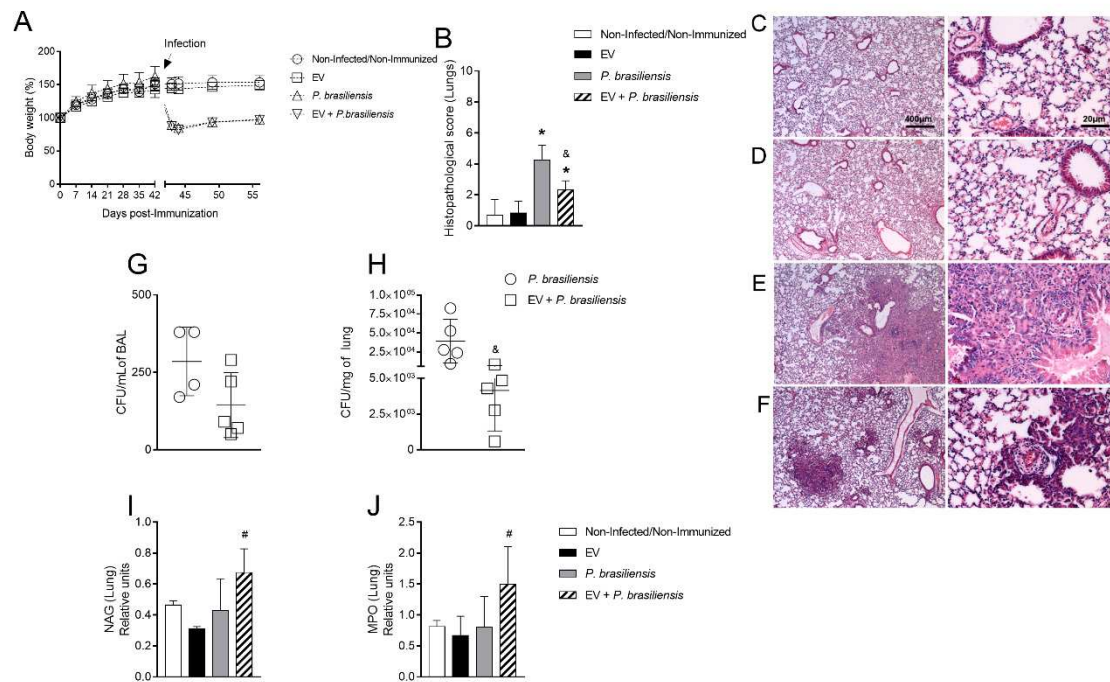 A
Infection
Body weight (%)
200
150
100
50
0
0 7 14 21 28 35 42 45 50 55
Days post-Immunization
Non-Infected/Non-Immunized
EV
P. brasiliensis
EV + P.brasiliensis
B
Non-Infected/Non-Immunized
EV
P. brasiliensis
EV + P. brasiliensis
Histopathological score (Lungs)
8
6
4
2
0
*
&
*
C
400µm
20µm
D
E
F
G
CFU/mLof BAL
500
250
0
H
P. brasiliensis
EV + P. brasiliensis
CFU/mg of lung
1.0×10⁰⁵
7.5×10⁰⁴
5.0×10⁰⁴
2.5×10⁰⁴
5.0×10⁰³
2.5×10⁰³
0
&
I
NAG (Lung)
Relative units
1.0
0.8
0.6
0.4
0.2
0.0
#
J
MPO (Lung)
Relative units
2.5
2.0
1.5
1.0
0.5
0.0
#
Non-Infected/Non-Immunized
EV
P. brasiliensis
EV + P. brasiliensis